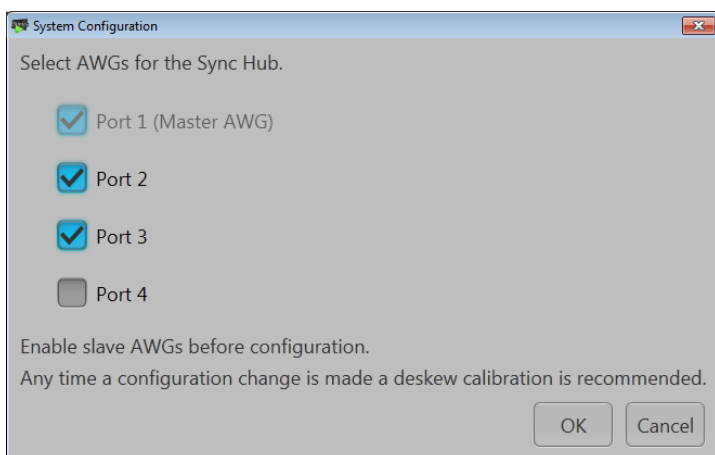 System Configuration
Select AWGs for the Sync Hub.
Port 1 (Master AWG)
Port 2
Port 3
Port 4
Enable slave AWGs before configuration.
Any time a configuration change is made a deskew calibration is recommended.
OK Cancel